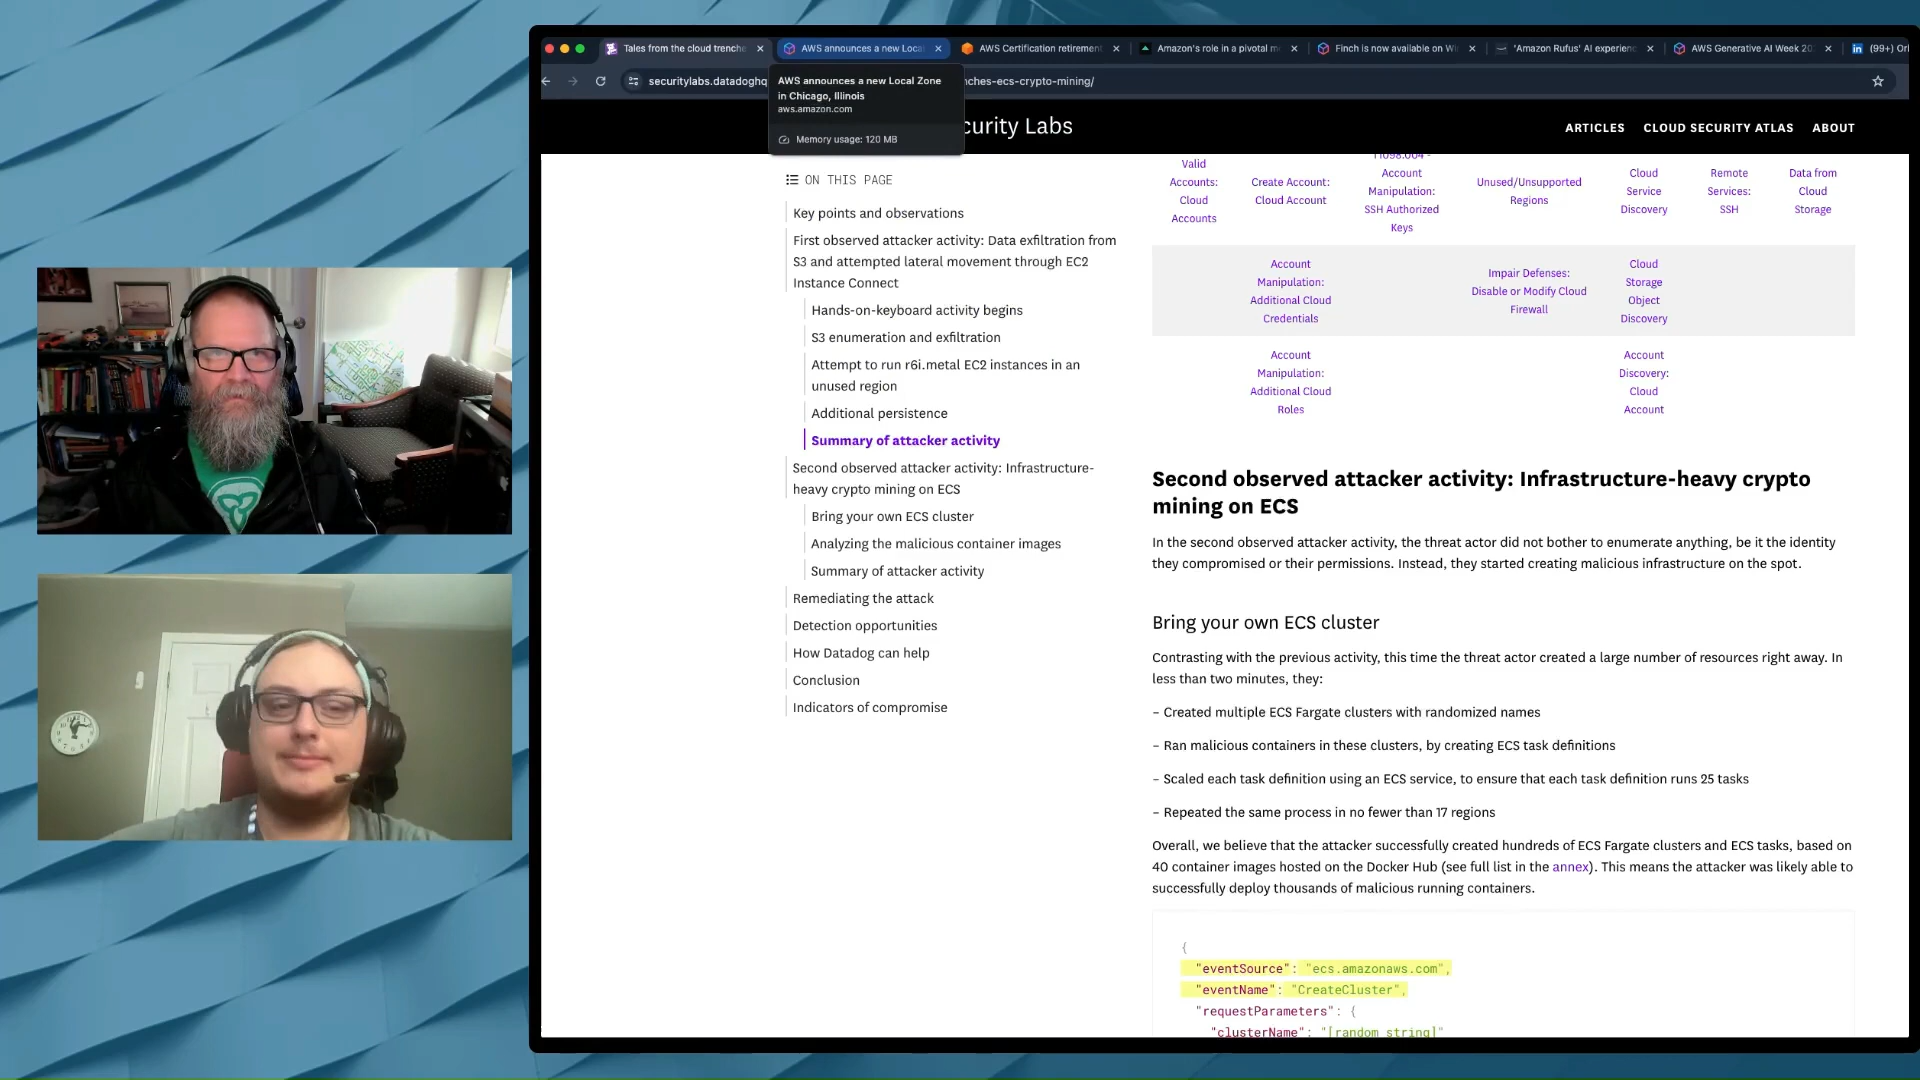 Tales from the cloud trenche
AWS announces a new Local
AWS Certification retirement
Amazon's role in a pivotal m
Finch is now available on Wi
'Amazon Rufus' AI experienc
AWS Generative AI Week 20
(99+) Or
securitylabs.datadoghq
nches-ecs-crypto-mining/
AWS announces a new Local Zone
in Chicago, Illinois
aws.amazon.com
Memory usage: 120 MB
curity Labs
ARTICLES
CLOUD SECURITY ATLAS
ABOUT
ON THIS PAGE
Key points and observations
First observed attacker activity: Data exfiltration from
S3 and attempted lateral movement through EC2
Instance Connect
Hands-on-keyboard activity begins
S3 enumeration and exfiltration
Attempt to run r6i.metal EC2 instances in an
unused region
Additional persistence
Summary of attacker activity
Second observed attacker activity: Infrastructure-
heavy crypto mining on ECS
Bring your own ECS cluster
Analyzing the malicious container images
Summary of attacker activity
Remediating the attack
Detection opportunities
How Datadog can help
Conclusion
Indicators of compromise
Valid
Accounts:
Cloud
Accounts
Create Account:
Cloud Account
T1098.004 -
Account
Manipulation:
SSH Authorized
Keys
Unused/Unsupported
Regions
Cloud
Service
Discovery
Remote
Services:
SSH
Data from
Cloud
Storage
Account
Manipulation:
Additional Cloud
Credentials
Impair Defenses:
Disable or Modify Cloud
Firewall
Cloud
Storage
Object
Discovery
Account
Manipulation:
Additional Cloud
Roles
Account
Discovery:
Cloud
Account
Second observed attacker activity: Infrastructure-heavy crypto
mining on ECS
In the second observed attacker activity, the threat actor did not bother to enumerate anything, be it the identity
they compromised or their permissions. Instead, they started creating malicious infrastructure on the spot.
Bring your own ECS cluster
Contrasting with the previous activity, this time the threat actor created a large number of resources right away. In
less than two minutes, they:
– Created multiple ECS Fargate clusters with randomized names
– Ran malicious containers in these clusters, by creating ECS task definitions
– Scaled each task definition using an ECS service, to ensure that each task definition runs 25 tasks
– Repeated the same process in no fewer than 17 regions
Overall, we believe that the attacker successfully created hundreds of ECS Fargate clusters and ECS tasks, based on
40 container images hosted on the Docker Hub (see full list in the annex). This means the attacker was likely able to
successfully deploy thousands of malicious running containers.
{
"eventSource": "ecs.amazonaws.com",
"eventName": "CreateCluster",
"requestParameters": {
"clusterName": "[random string]"